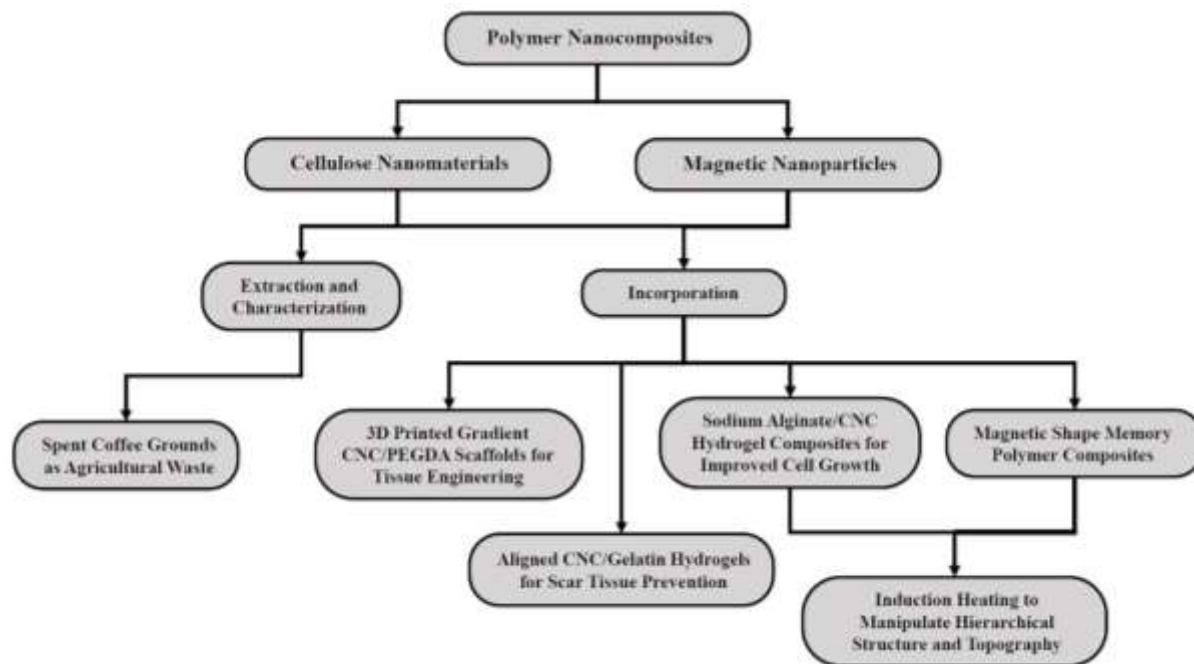 Polymer Nanocomposites
Cellulose Nanomaterials
Magnetic Nanoparticles
Extraction and
Characterization
Incorporation
Spent Coffee Grounds
as Agricultural Waste
3D Printed Gradient
CNC/PEGDA Scaffolds for
Tissue Engineering
Sodium Alginate/CNC
Hydrogel Composites for
Improved Cell Growth
Magnetic Shape Memory
Polymer Composites
Aligned CNC/Gelatin Hydrogels
for Scar Tissue Prevention
Induction Heating to
Manipulate Hierarchical
Structure and Topography